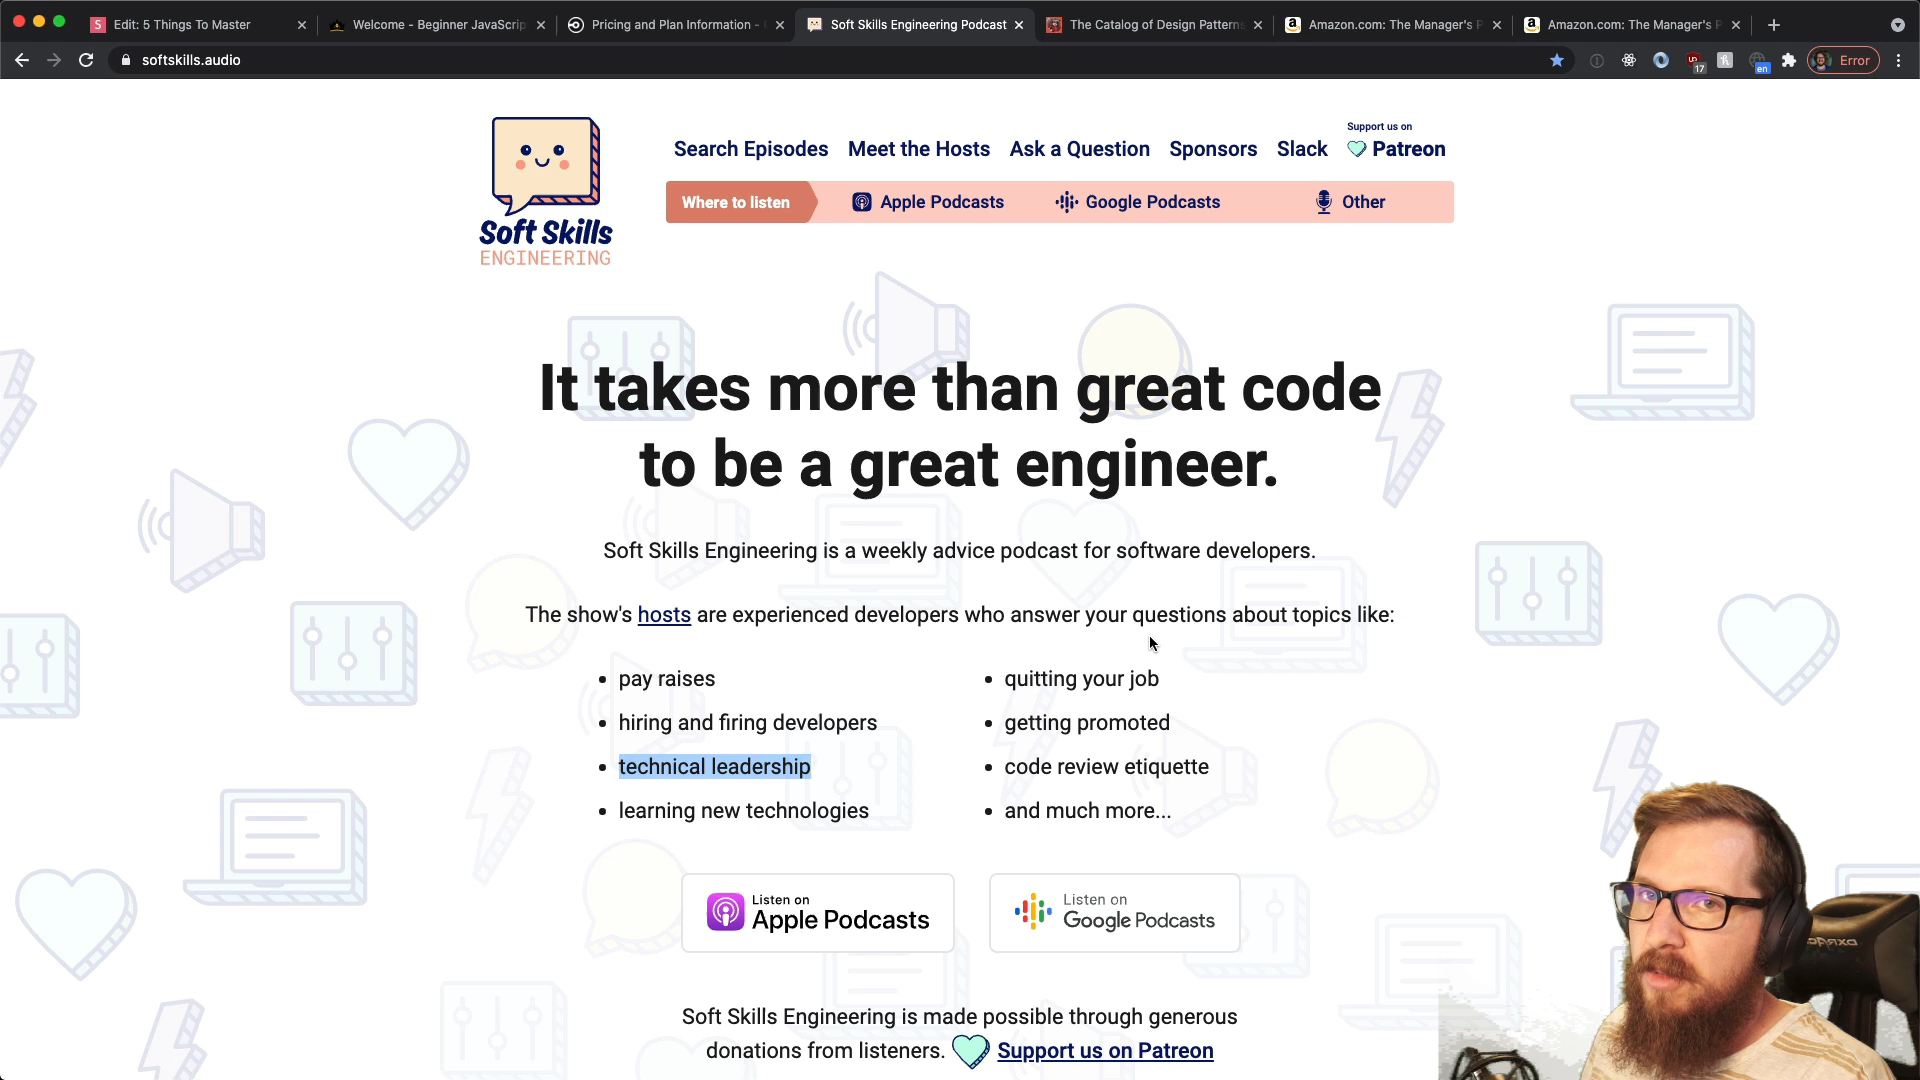 Edit: 5 Things To Master
Welcome - Beginner JavaScrip
Pricing and Plan Information -
Soft Skills Engineering Podcast
The Catalog of Design Patterns
Amazon.com: The Manager's P
Amazon.com: The Manager's P
softskills.audio
17
en
Error
Support us on
Search Episodes Meet the Hosts Ask a Question Sponsors Slack Patreon
Where to listen Apple Podcasts Google Podcasts Other
Soft Skills
ENGINEERING
It takes more than great code
to be a great engineer.
Soft Skills Engineering is a weekly advice podcast for software developers.
The show's hosts are experienced developers who answer your questions about topics like:
• pay raises
• hiring and firing developers
• technical leadership
• learning new technologies
• quitting your job
• getting promoted
• code review etiquette
• and much more...
Listen on
Apple Podcasts
Listen on
Google Podcasts
Soft Skills Engineering is made possible through generous
donations from listeners. Support us on Patreon